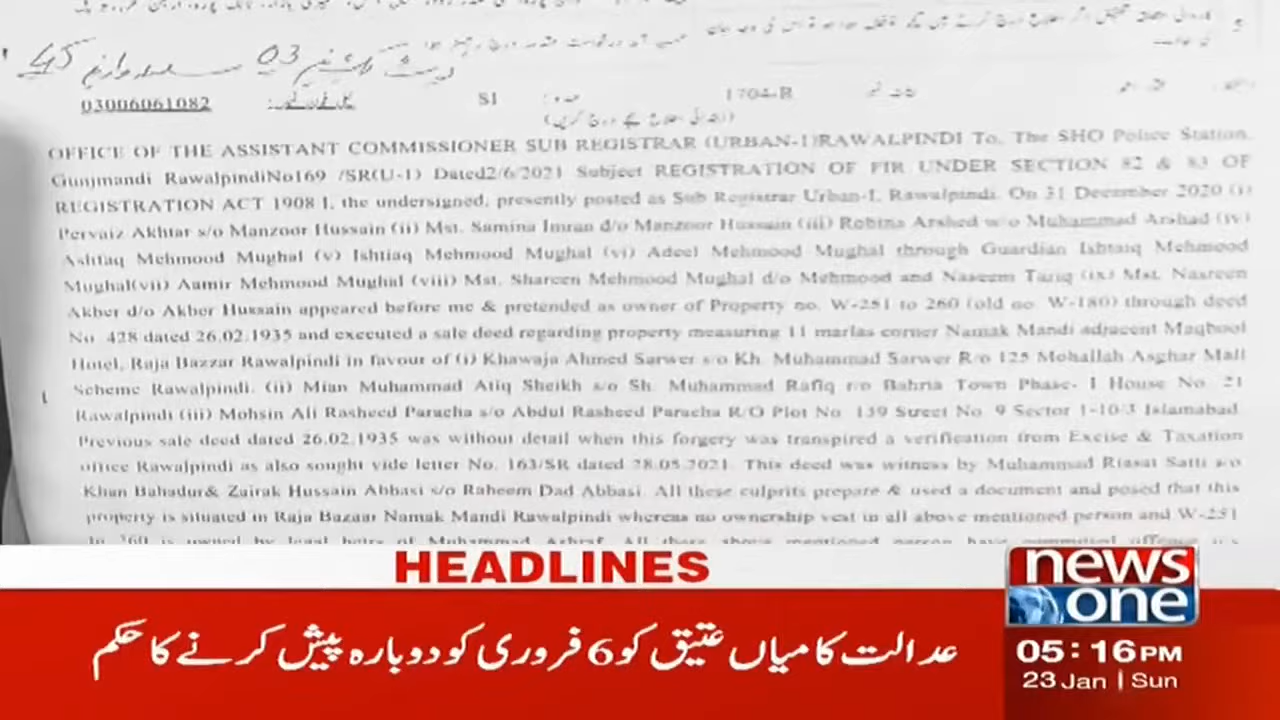 45 03
03006061082 SI 1704-R
OFFICE OF THE ASSISTANT COMMISSIONER SUB REGISTRAR (URBAN-1)RAWALPINDI To, The SHO Police Station,
Gunjmandi RawalpindiNo169 /SR(U-1) Dated2/6/2021 Subject REGISTRATION OF FIR UNDER SECTION 82 & 83 OF
REGISTRATION ACT 1908 I, the undersigned, presently posted as Sub Registrar Urban-I, Rawalpindi. On 31 December 2020 (i)
Pervaiz Akhtar s/o Manzoor Hussain (ii) Mst. Samina Imran d/o Manzoor Hussain (iii) Robina Arshed w/o Muhammad Arshad (iv)
Ashtaq Mehmood Mughal (v) Ishtiaq Mehmood Mughal (vi) Adeel Mehmood Mughal through Guardian Ishtaiq Mehmood
Mughal(vii) Aamir Mehmood Mughal (viii) Mst. Shareen Mehmood Mughal d/o Mehmood and Naseem Tariq (ix) Mst. Nasreen
Akber d/o Akber Hussain appeared before me & pretended as owner of Property no. W-251 to 260 (old no. W-180) through deed
No. 428 dated 26.02.1935 and executed a sale deed regarding property measuring 11 marlas corner Namak Mandi adjacent Maqbool
Hotel, Raja Bazzar Rawalpindi in favour of (i) Khawaja Ahmed Sarwer s/o Kh. Muhammad Sarwer R/o 125 Mohallah Asghar Mall
Scheme Rawalpindi. (ii) Mian Muhammad Atiq Sheikh s/o Sh. Muhammad Rafiq r/o Bahria Town Phase- I House No. 21
Rawalpindi (iii) Mohsin Ali Rasheed Paracha s/o Abdul Rasheed Paracha R/O Plot No. 139 Street No. 9 Sector I-10/3 Islamabad.
Previous sale deed dated 26.02.1935 was without detail when this forgery was transpired a verification from Excise & Taxation
office Rawalpindi as also sought vide letter No. 163/SR dated 28.05.2021. This deed was witness by Muhammad Riasat Satti s/o
Khan Bahadur& Zairak Hussain Abbasi s/o Raheem Dad Abbasi. All these culprits prepare & used a document and posed that this
property is situated in Raja Bazaar Namak Mandi Rawalpindi whereas no ownership vest in all above mentioned person and W-251
HEADLINES
عدالت کا میاں عتیق کو 6 فروری کو دوبارہ پیش کرنے کا حکم
news
one
05:16PM
23 Jan | Sun